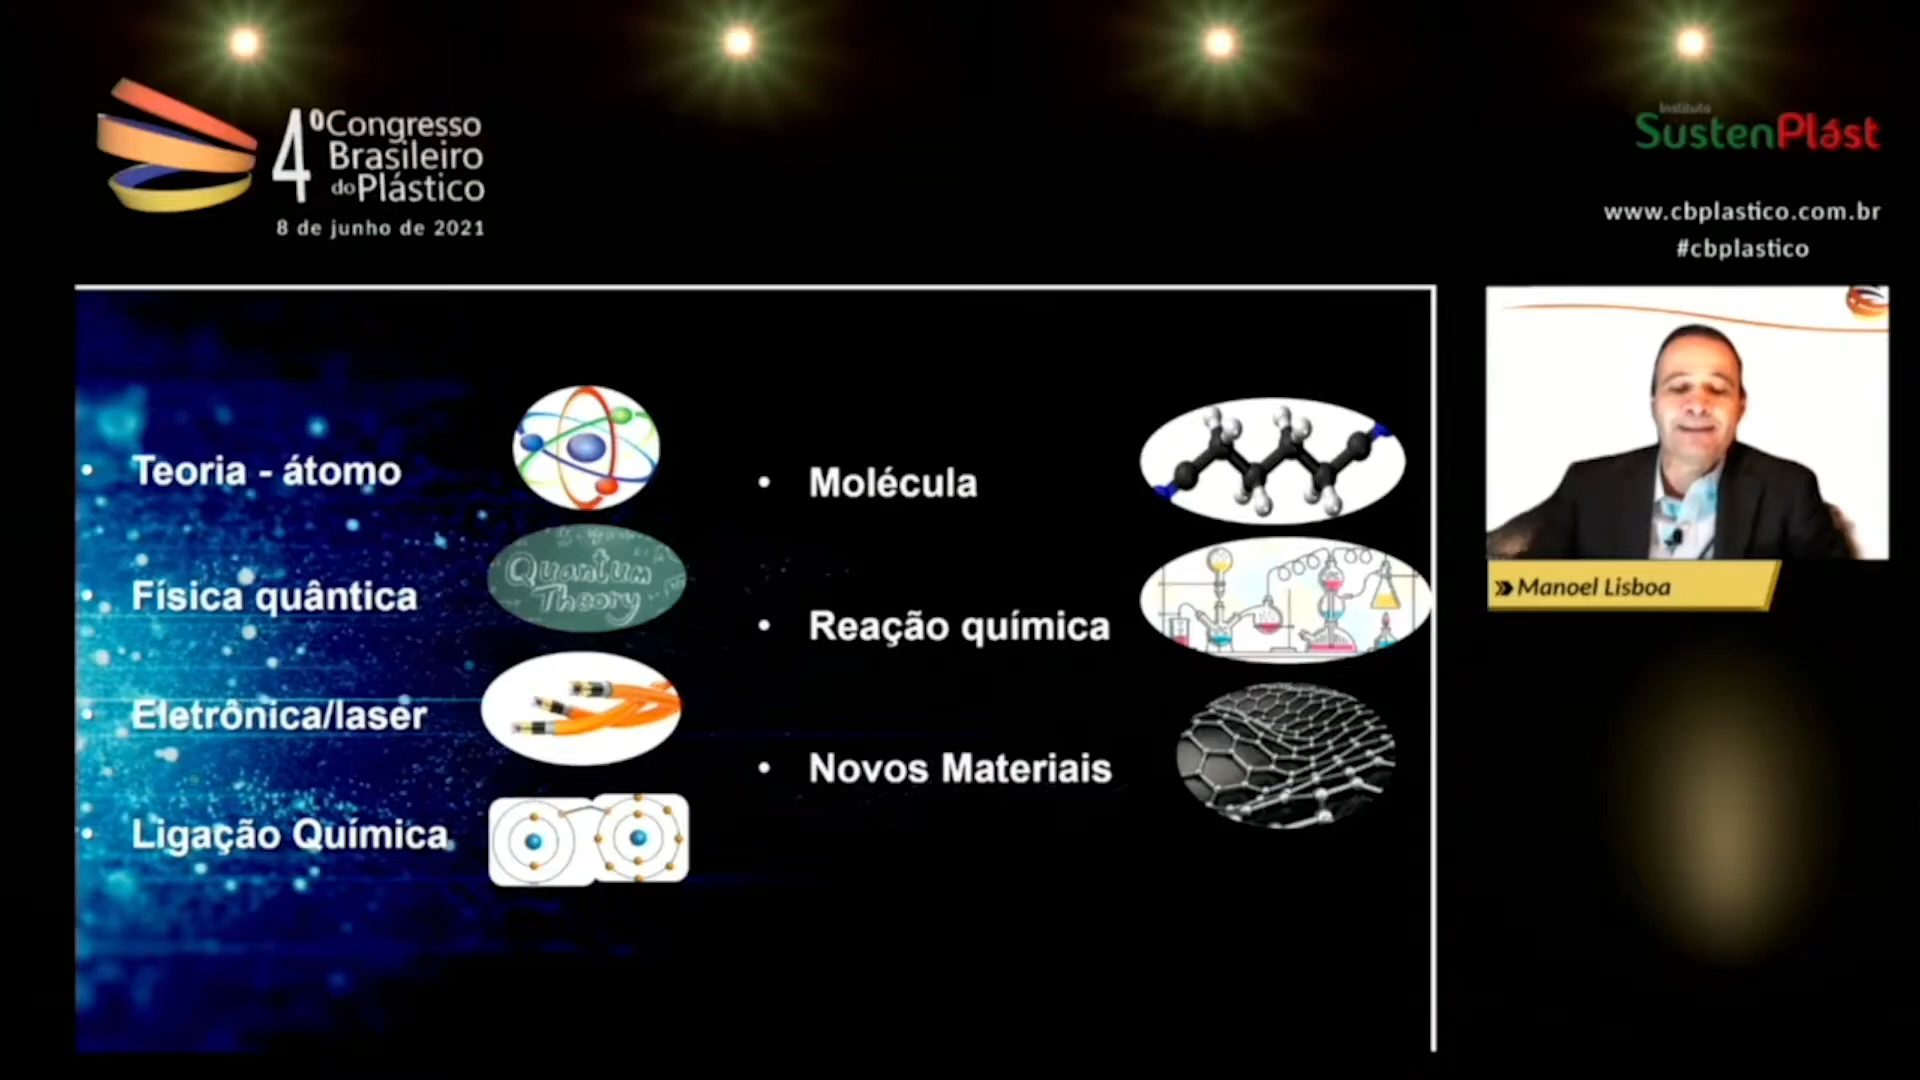 4º Congresso
Brasileiro
do Plástico
8 de junho de 2021
Instituto
SustenPlást
www.cbplastico.com.br
#cbplastico
• Teoria - átomo
• Física quântica
Quantum
Theory
• Eletrônica/laser
• Ligação Química
• Molécula
• Reação química
• Novos Materiais
Manoel Lisboa